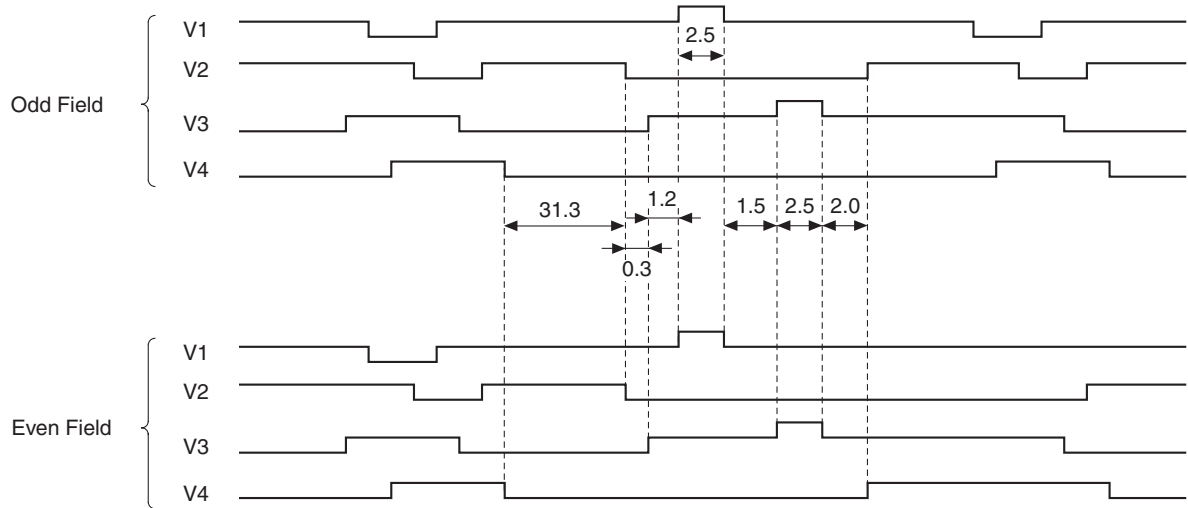 V1
2.5
V2
Odd Field
V3
V4
31.3
1.2
1.5
2.5
2.0
0.3
V1
V2
Even Field
V3
V4